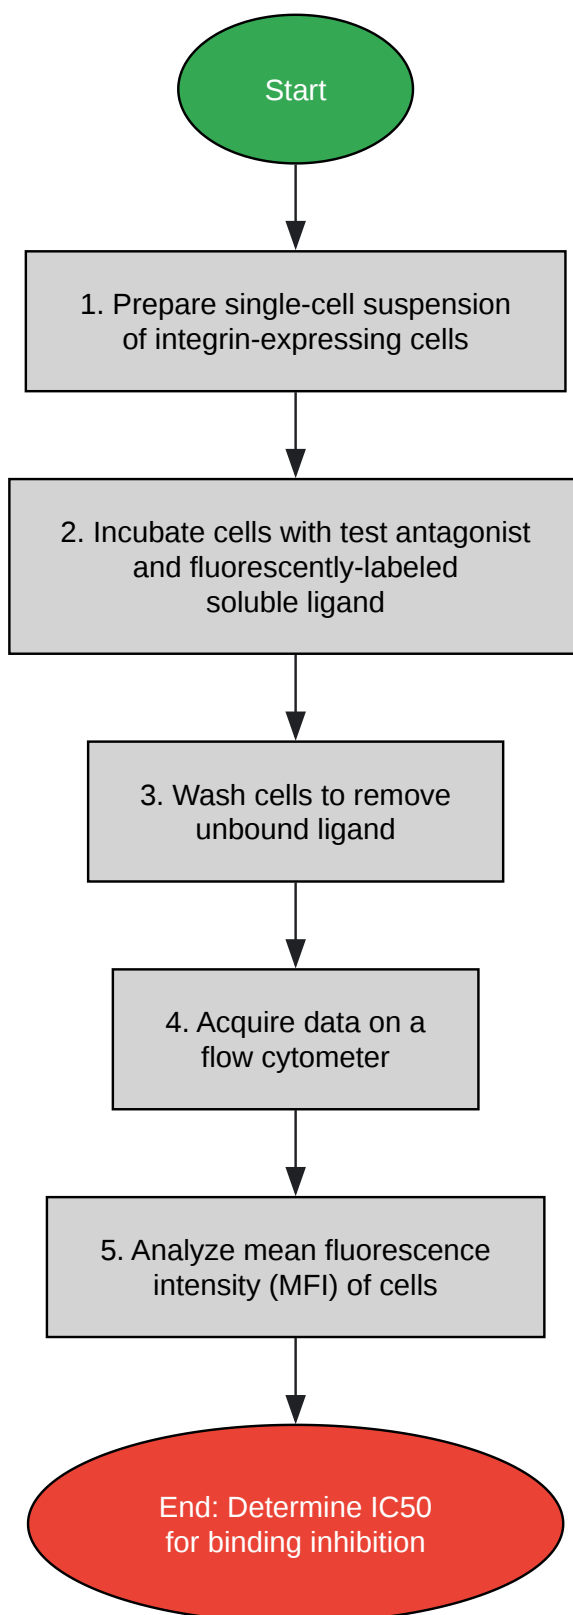 Start
1. Prepare single-cell suspension
of integrin-expressing cells
2. Incubate cells with test antagonist
and fluorescently-labeled
soluble ligand
3. Wash cells to remove
unbound ligand
4. Acquire data on a
flow cytometer
5. Analyze mean fluorescence
intensity (MFI) of cells
End: Determine IC50
for binding inhibition